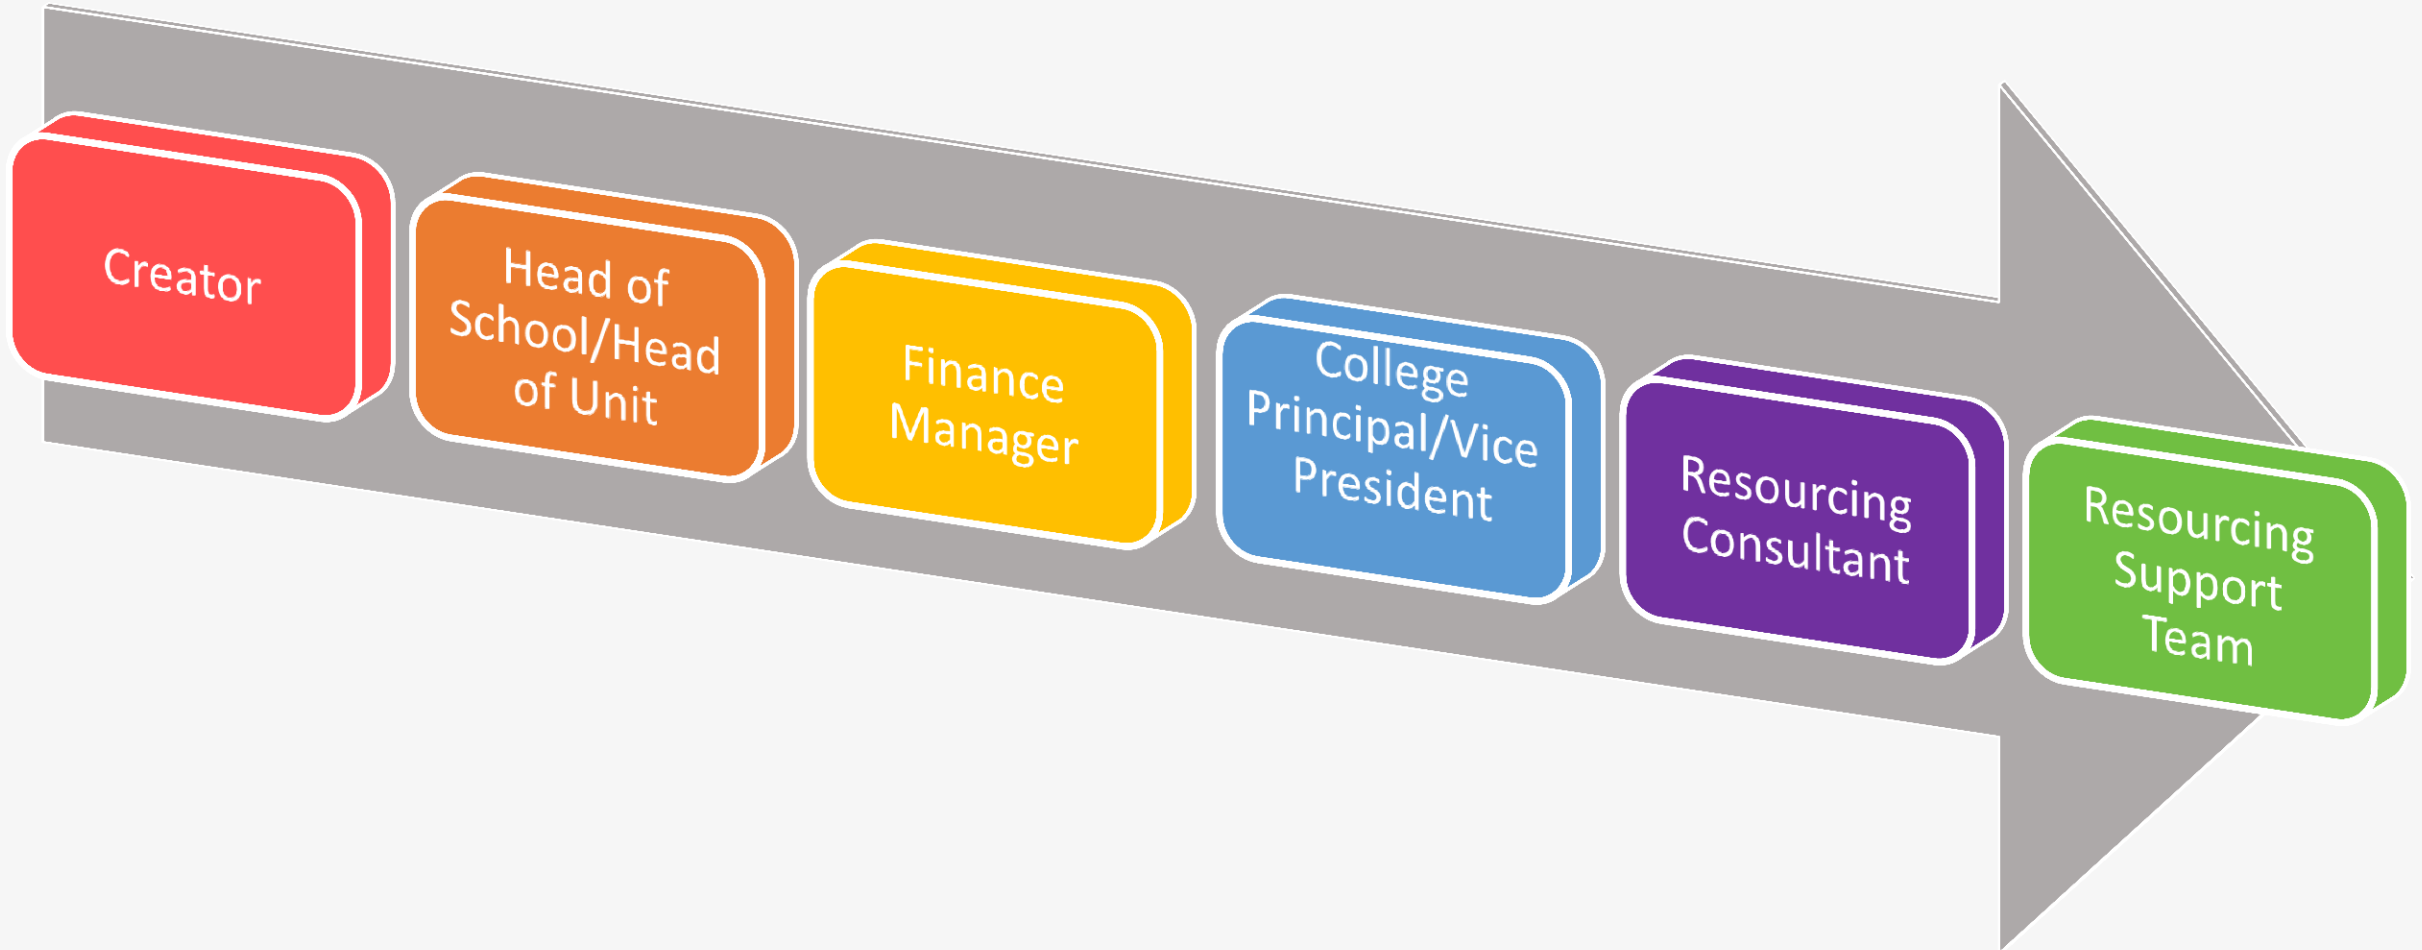 Creator
Head of
School/Head
of Unit
Finance
Manager
College
Principal/Vice
President
Resourcing
Consultant
Resourcing
Support
Team